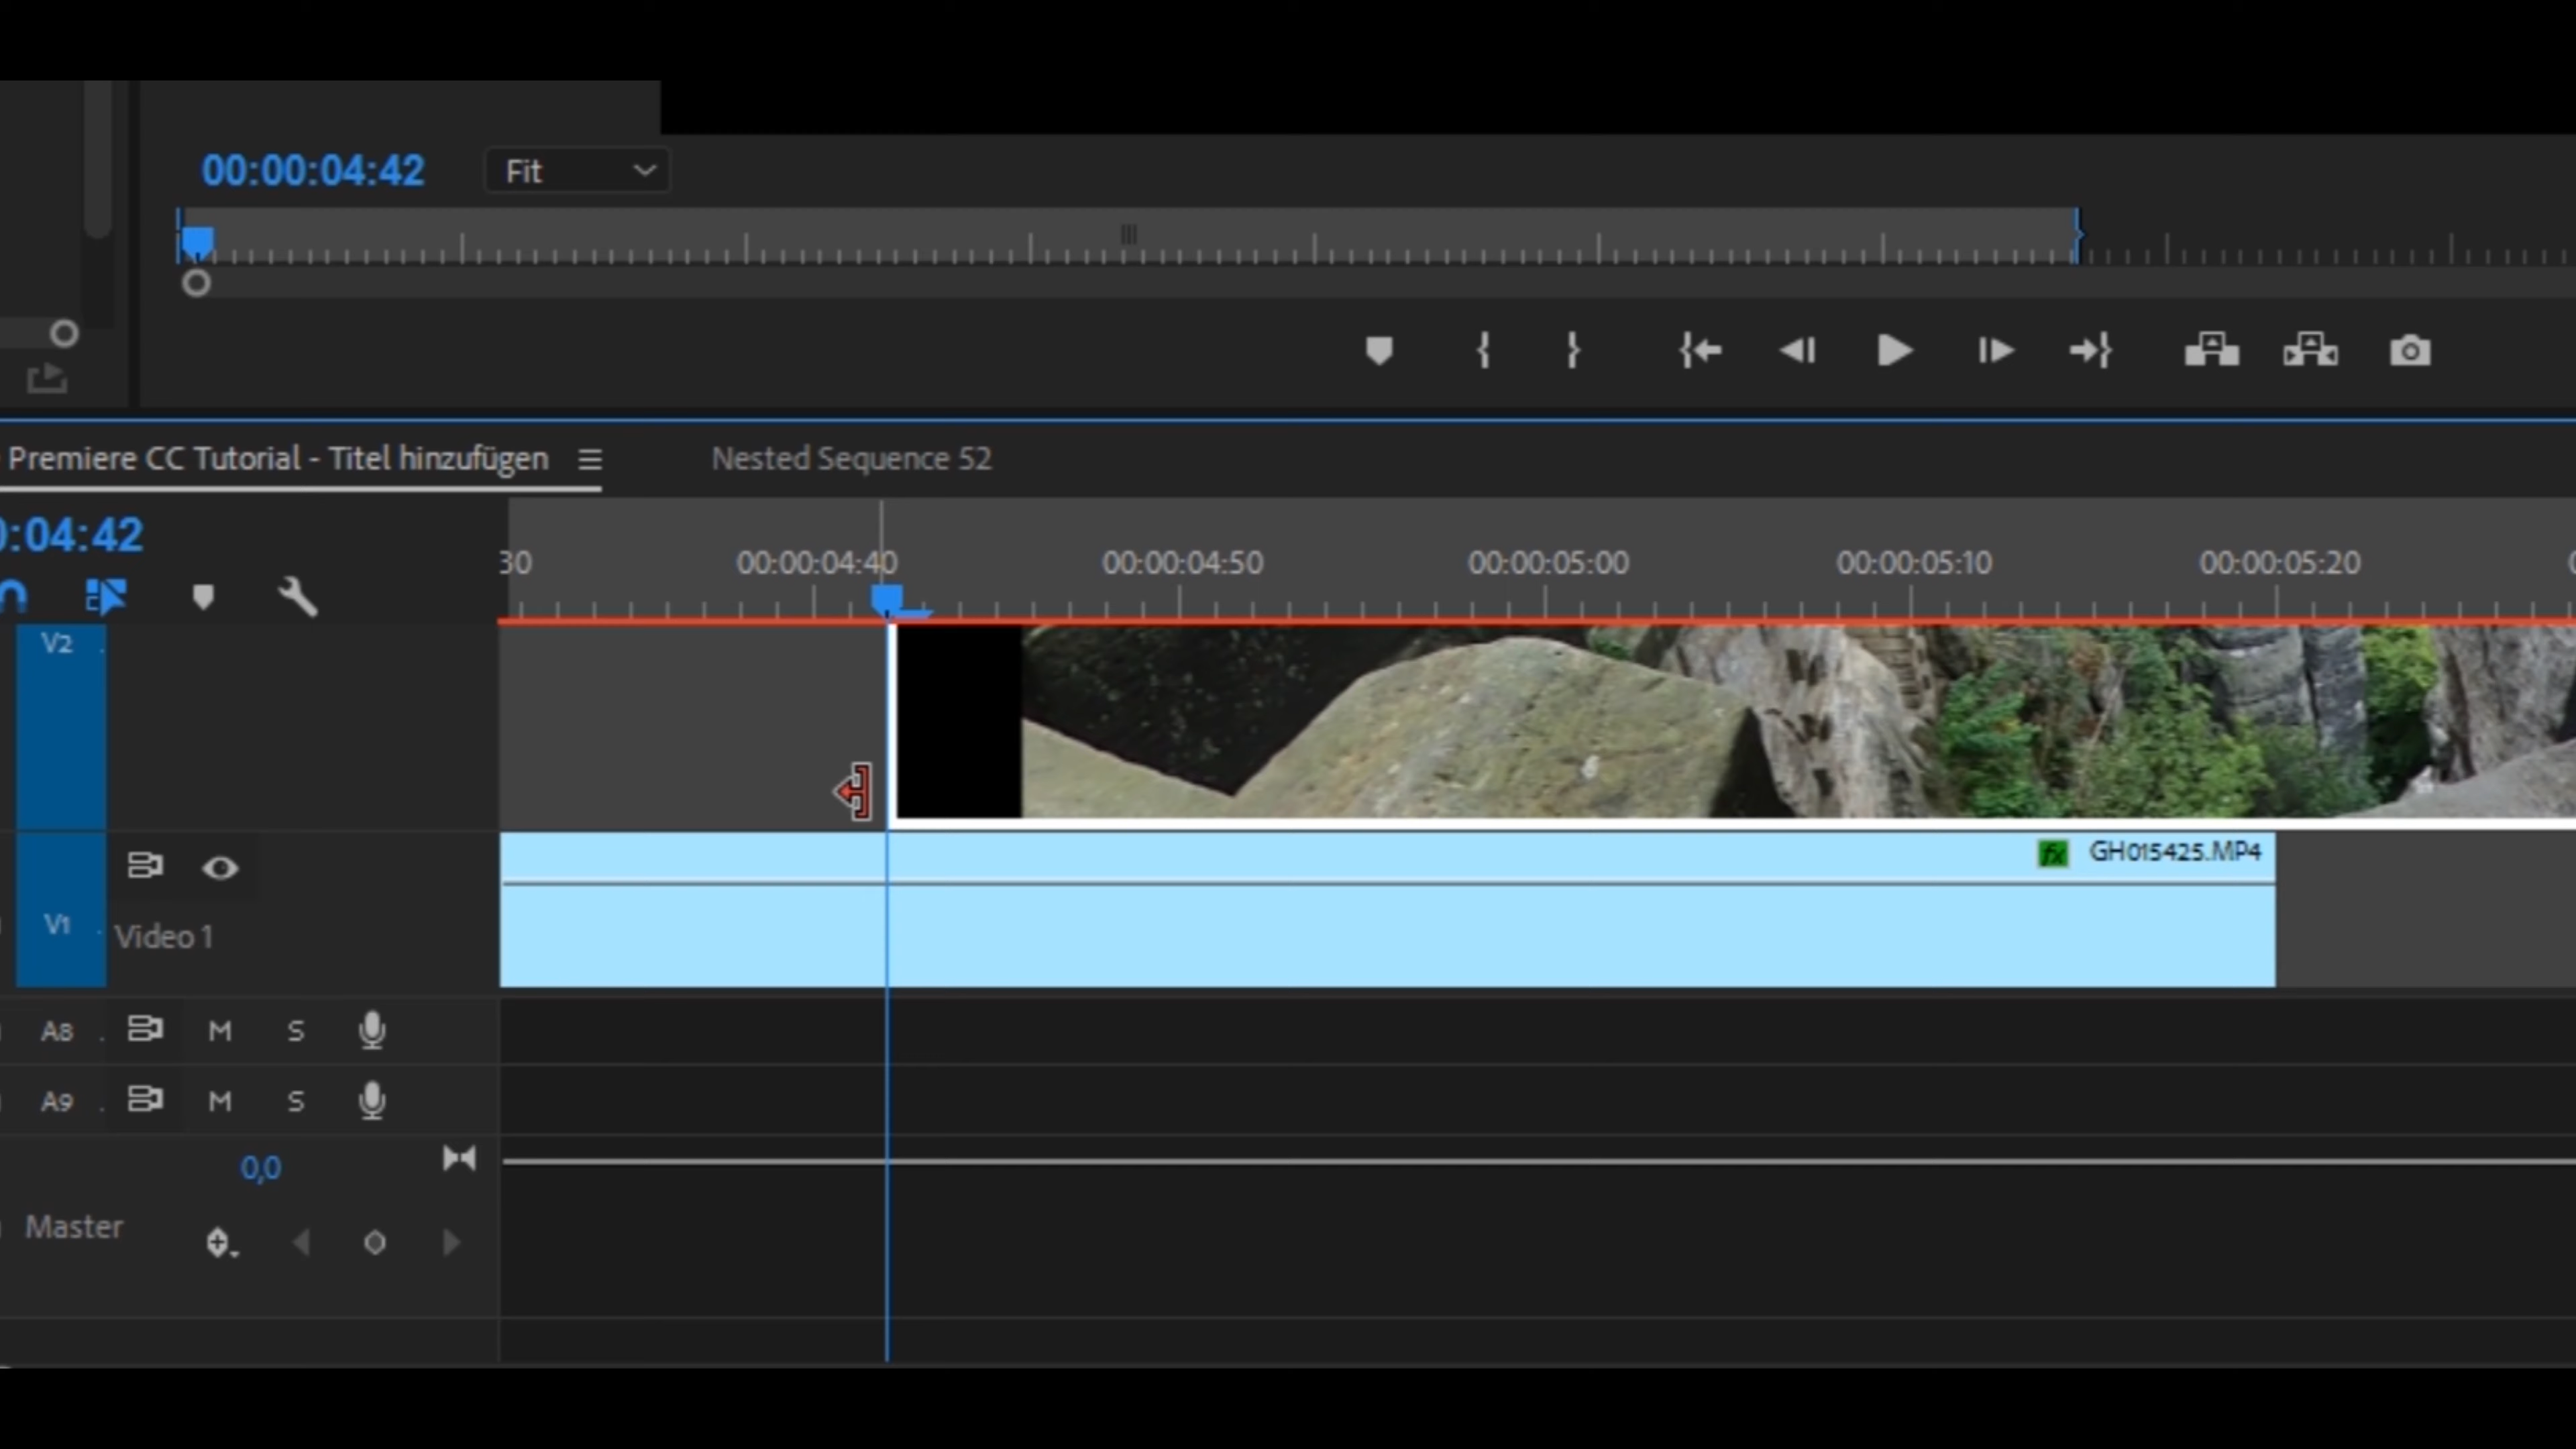 00:00:04:42 Fit
Premiere CC Tutorial - Titel hinzufügen Nested Sequence 52
0:04:42
30 00:00:04:40 00:00:04:50 00:00:05:00 00:00:05:10 00:00:05:20
V2
fx GH015425.MP4
V1 Video 1
A8 M S
A9 M S
0,0
Master